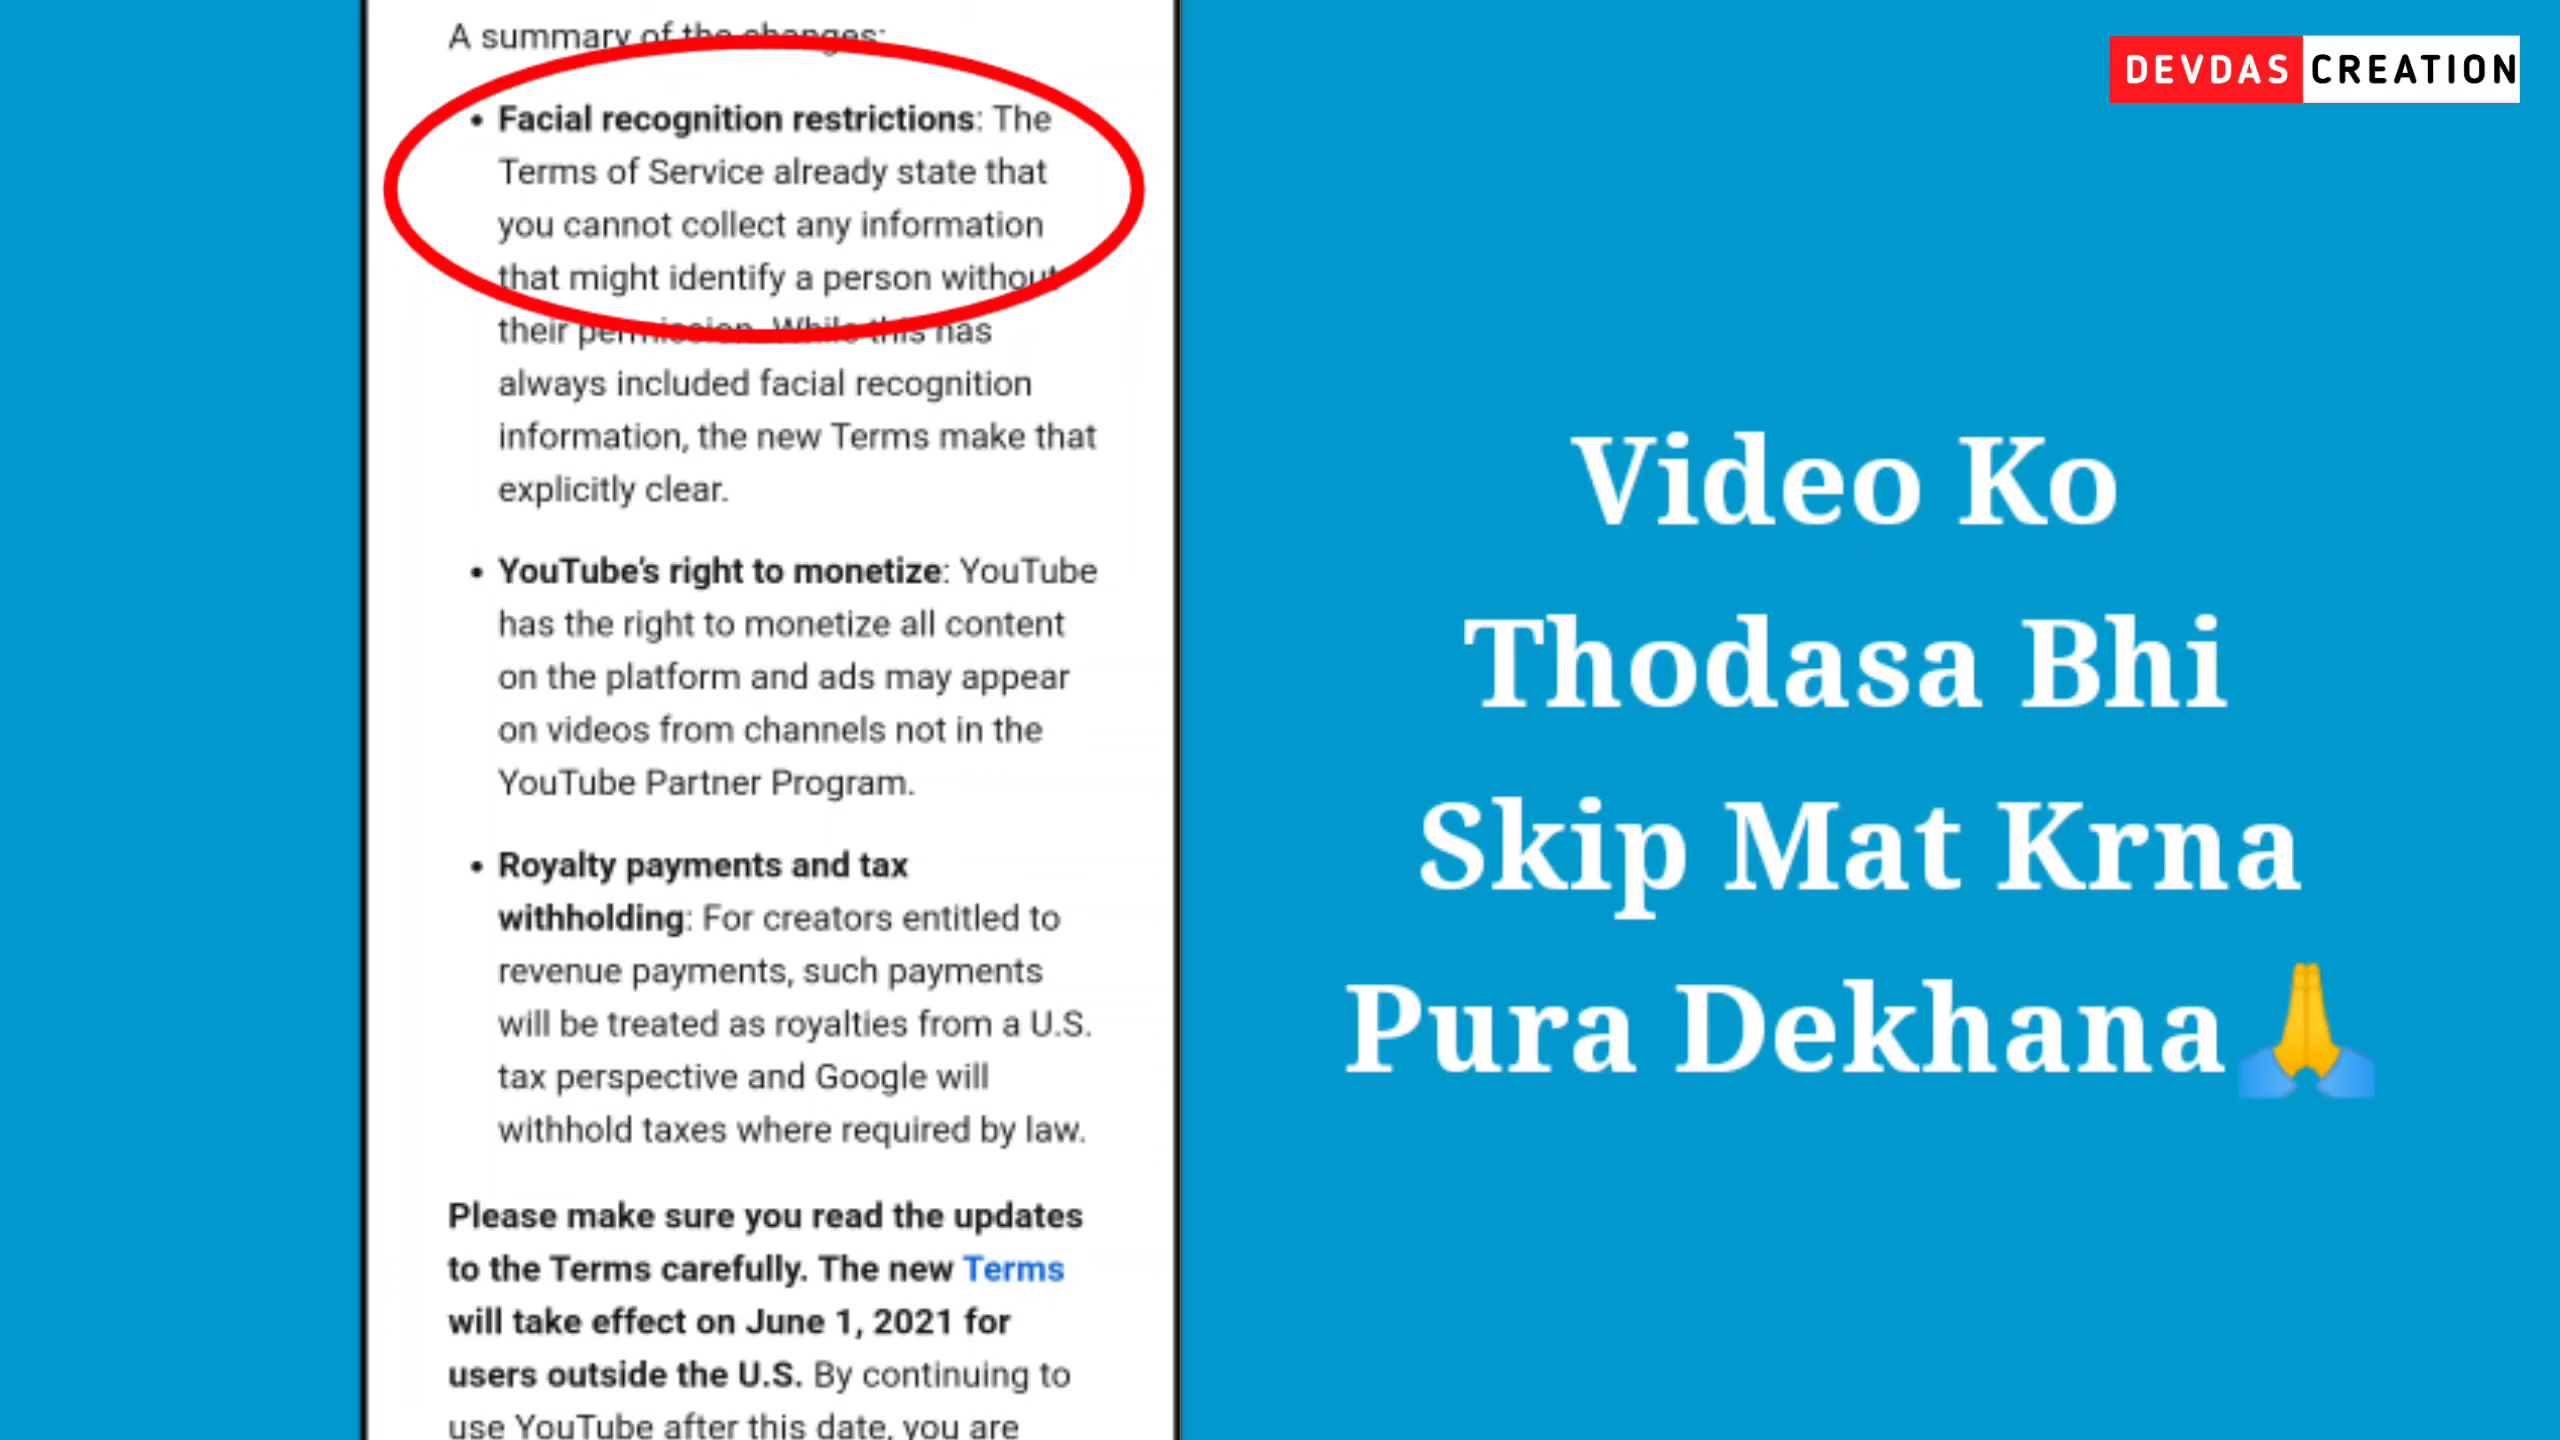 A summary of the changes:
• Facial recognition restrictions: The
Terms of Service already state that
you cannot collect any information
that might identify a person without
their permission. While this has
always included facial recognition
information, the new Terms make that
explicitly clear.
• YouTube's right to monetize: YouTube
has the right to monetize all content
on the platform and ads may appear
on videos from channels not in the
YouTube Partner Program.
• Royalty payments and tax
withholding: For creators entitled to
revenue payments, such payments
will be treated as royalties from a U.S.
tax perspective and Google will
withhold taxes where required by law.
Please make sure you read the updates
to the Terms carefully. The new Terms
will take effect on June 1, 2021 for
users outside the U.S. By continuing to
use YouTube after this date, you are
DEVDAS CREATION
Video Ko
Thodasa Bhi
Skip Mat Krna
Pura Dekhana🙏